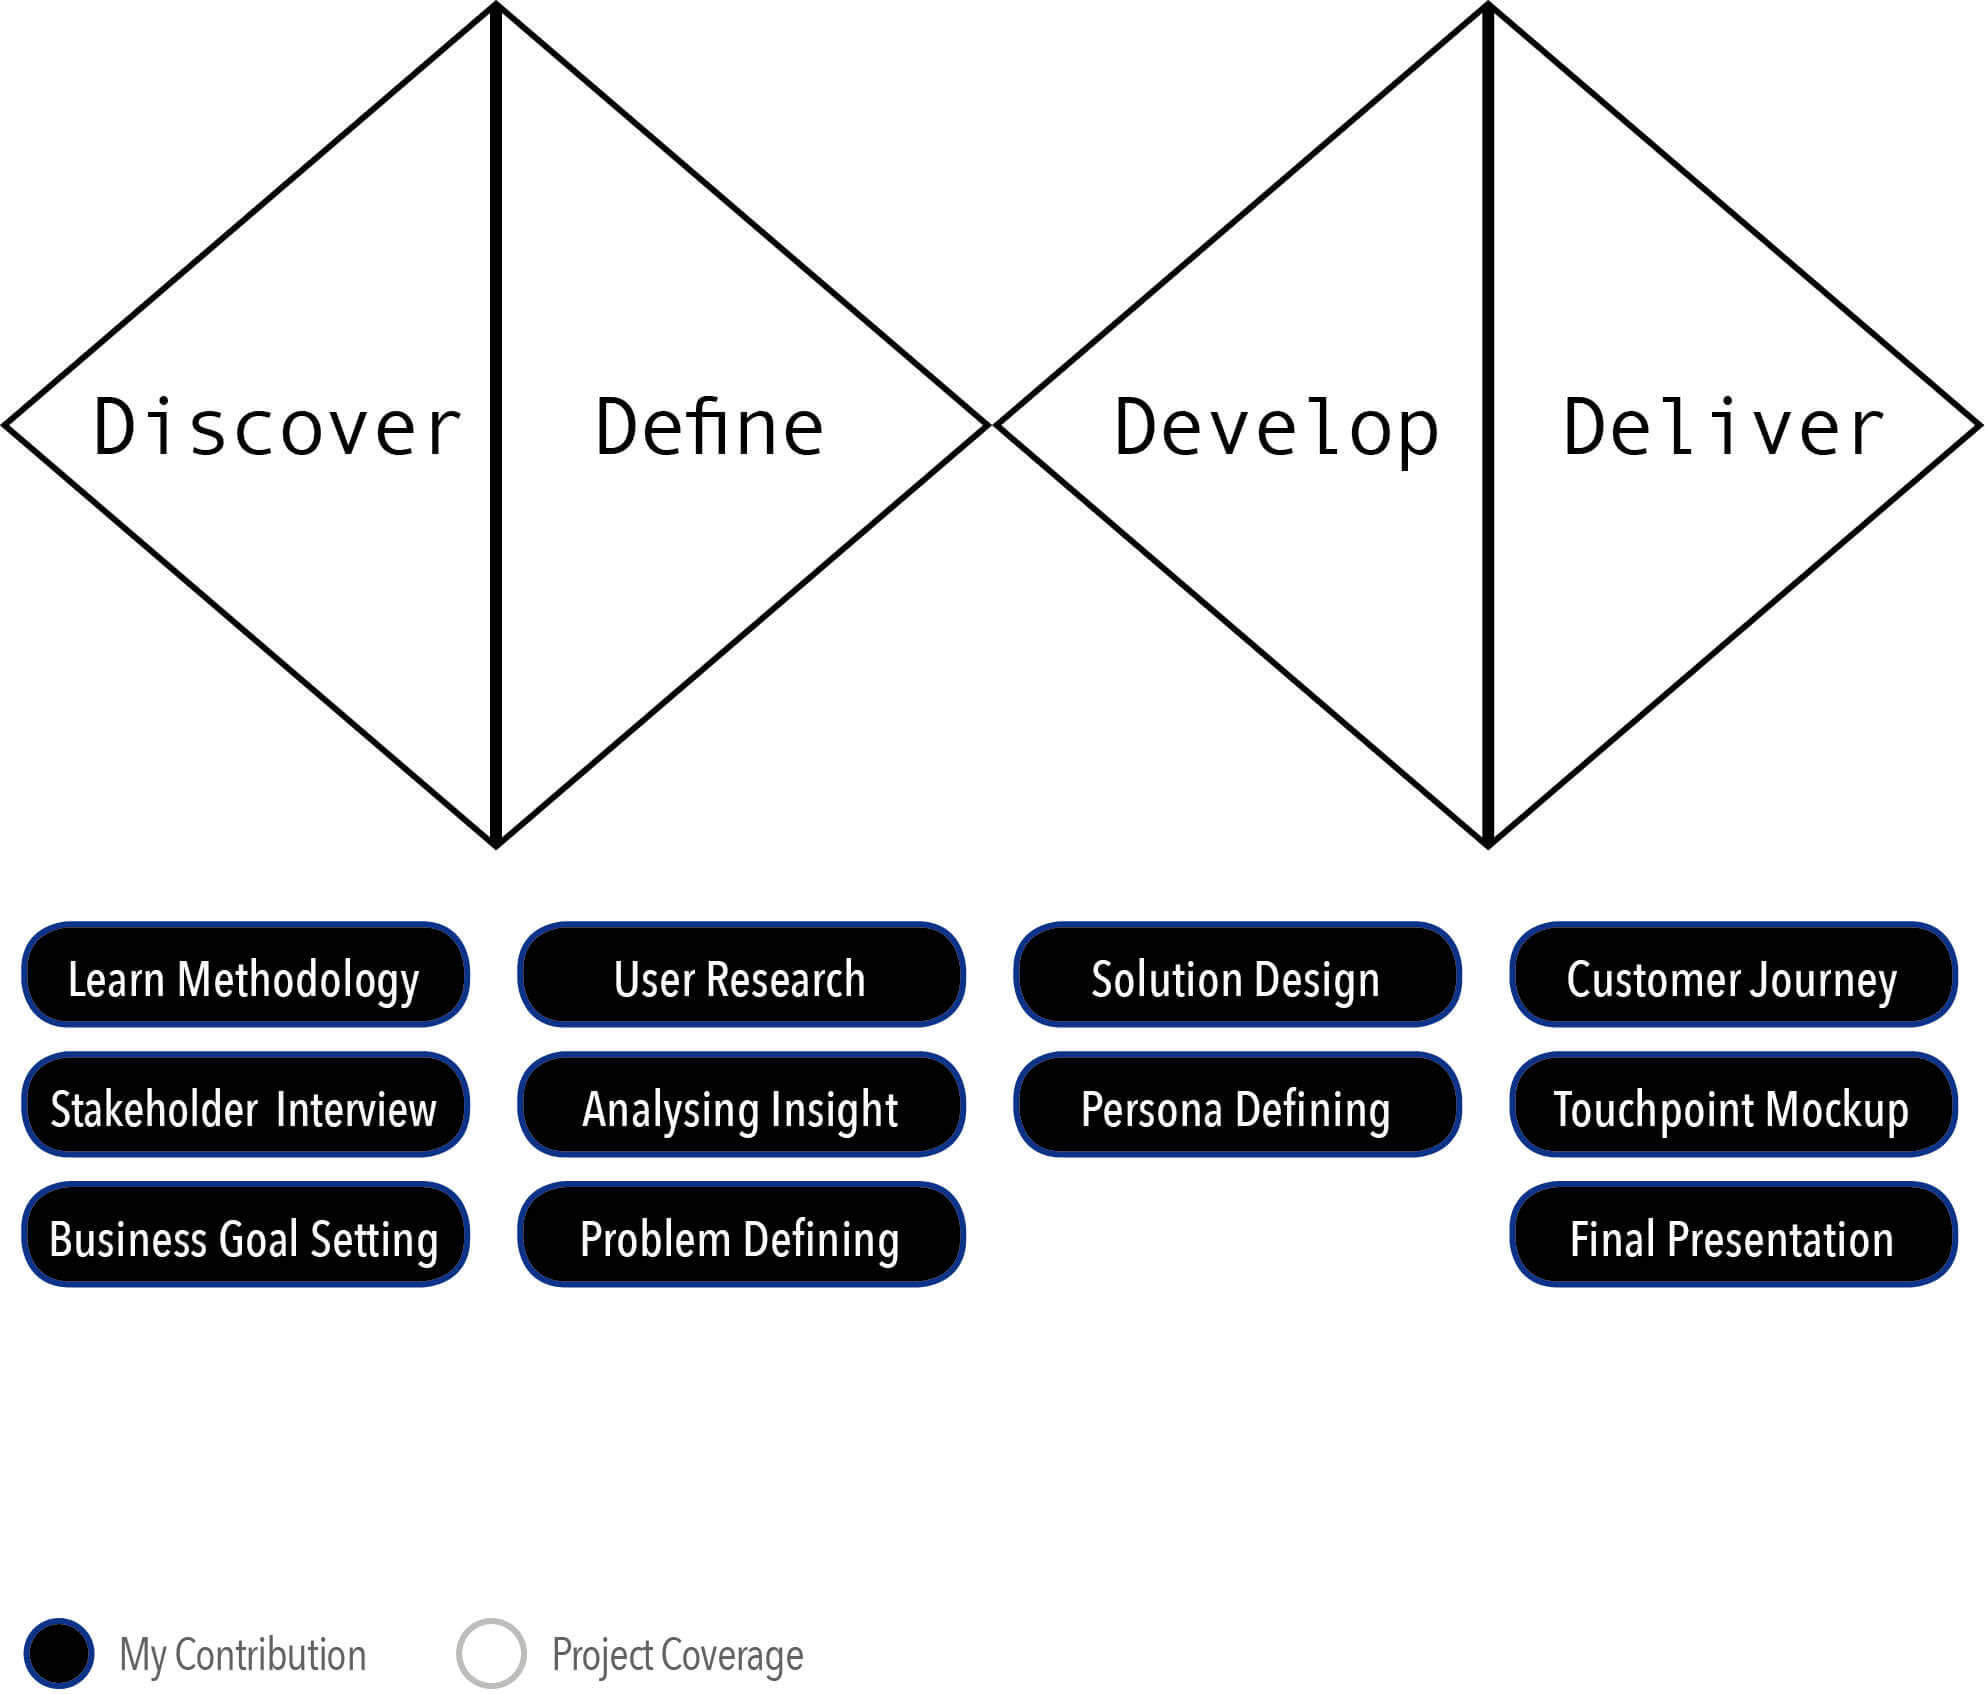 Discover
Define
Develop
Deliver
Learn Methodology
User Research
Solution Design
Customer Journey
Stakeholder  Interview
Analysing Insight
Persona Defining
Touchpoint Mockup
Business Goal Setting
Problem Defining
Final Presentation
My Contribution
Project Coverage